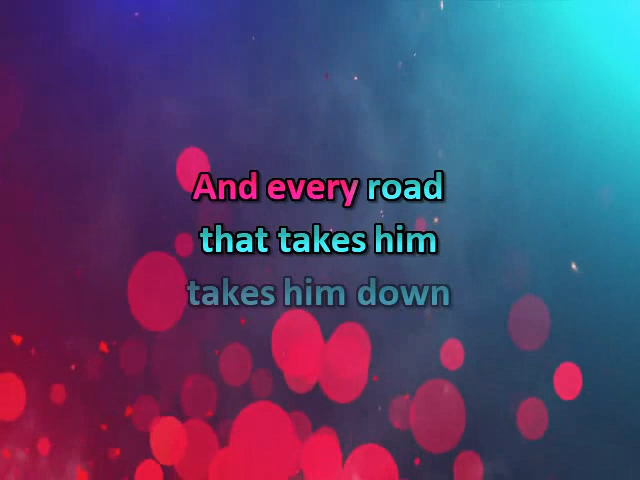 And every road
that takes him
takes him down